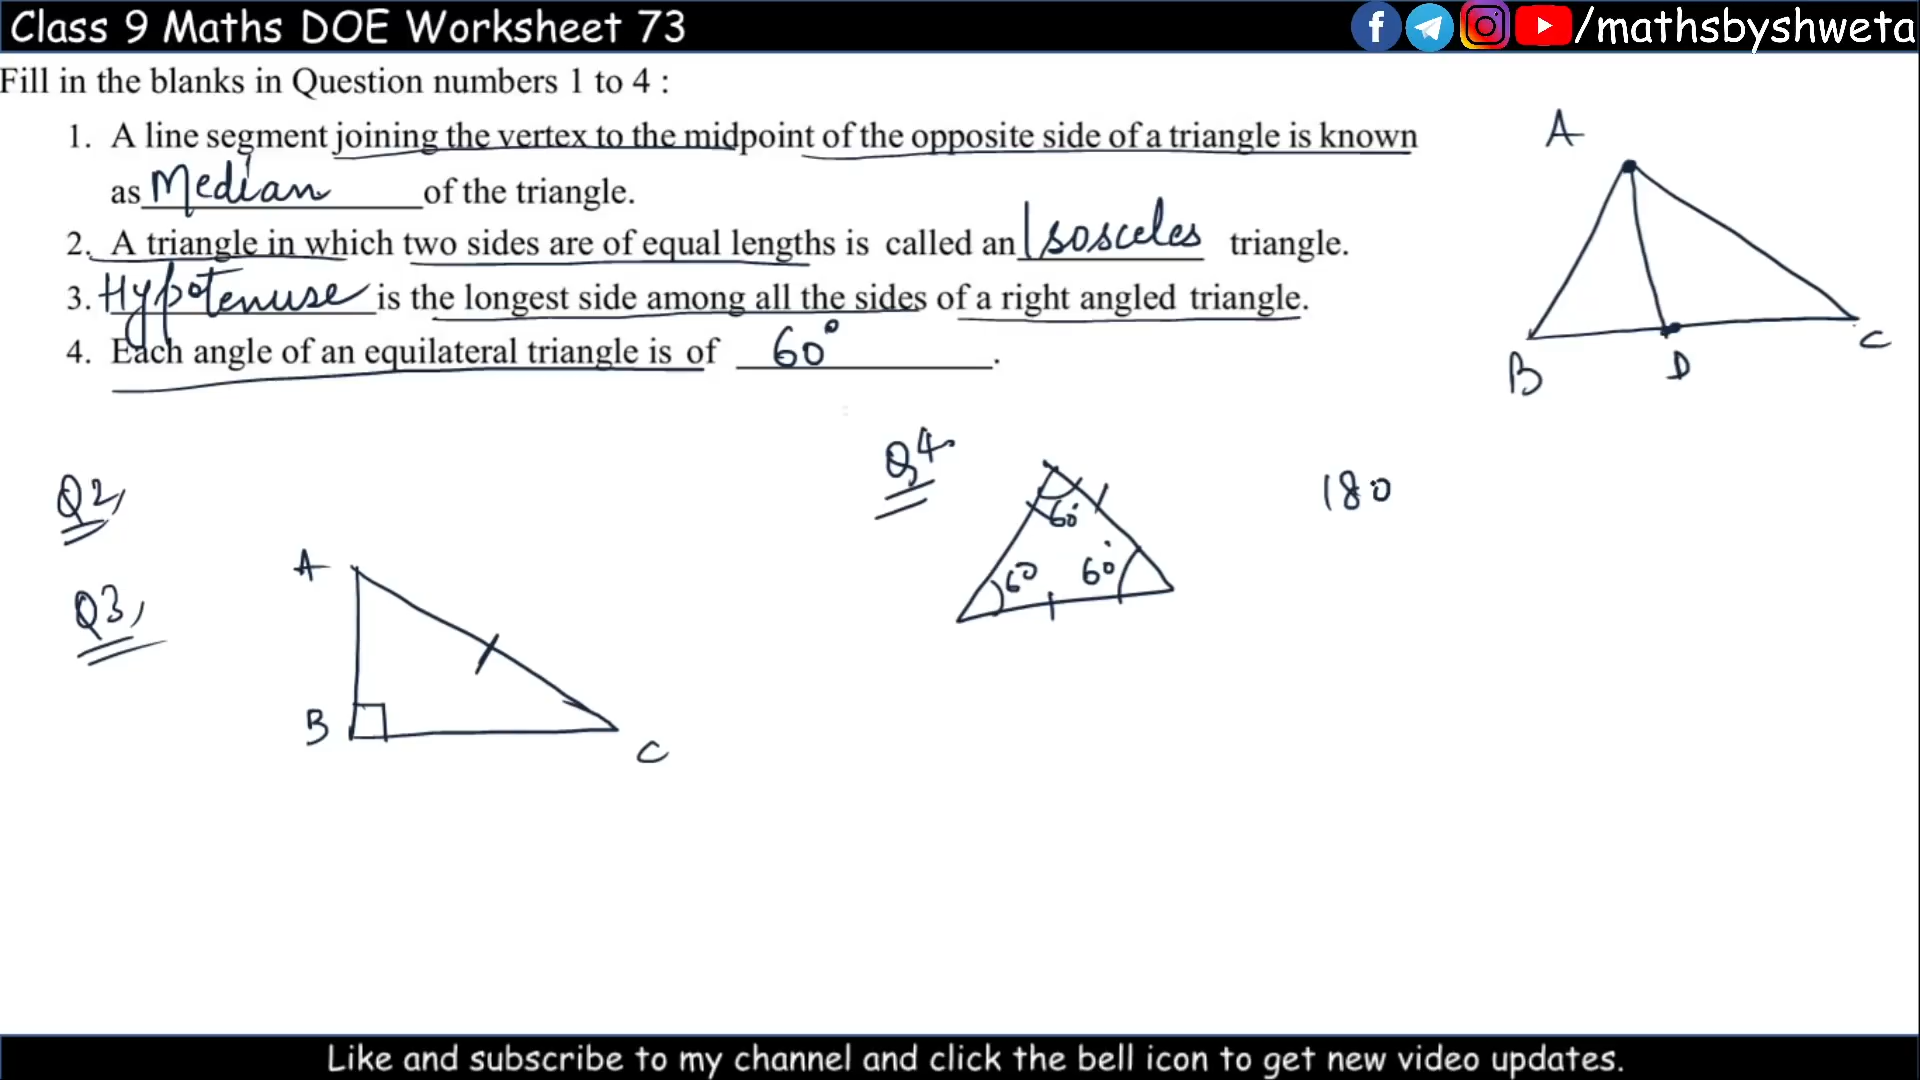 Class 9 Maths DOE Worksheet 73
/mathsbyshweta
Fill in the blanks in Question numbers 1 to 4 :
1. A line segment joining the vertex to the midpoint of the opposite side of a triangle is known
as Median of the triangle.
2. A triangle in which two sides are of equal lengths is called an Isosceles triangle.
3. Hypotenuse is the longest side among all the sides of a right angled triangle.
4. Each angle of an equilateral triangle is of 60°.
A
B
D
C
Q2,
Q3,
A
B
C
Q4.
60°
60
60°
180
Like and subscribe to my channel and click the bell icon to get new video updates.